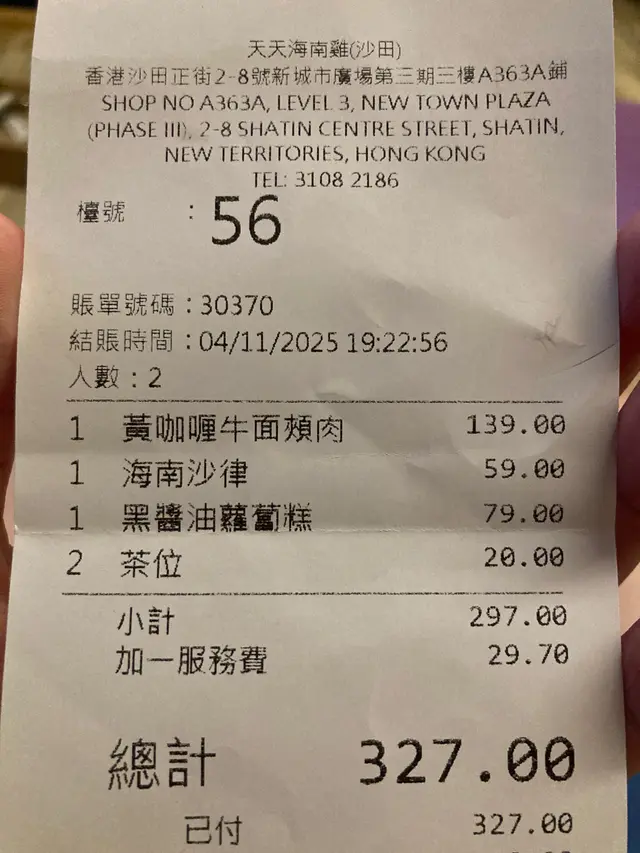 天天海南雞(沙田)
香港沙田正街2-8號新城市廣場第三期三樓A363A鋪
SHOP NO A363A, LEVEL 3, NEW TOWN PLAZA
(PHASE III), 2-8 SHATIN CENTRE STREET, SHATIN,
NEW TERRITORIES, HONG KONG
TEL: 3108 2186
檯號 : 56
賬單號碼 : 30370
結賬時間 : 04/11/2025 19:22:56
人數 : 2
1 黃咖喱牛面頰肉 139.00
1 海南沙律 59.00
1 黑醬油蘿蔔糕 79.00
2 茶位 20.00
小計 297.00
加一服務費 29.70
總計 327.00
已付 327.00